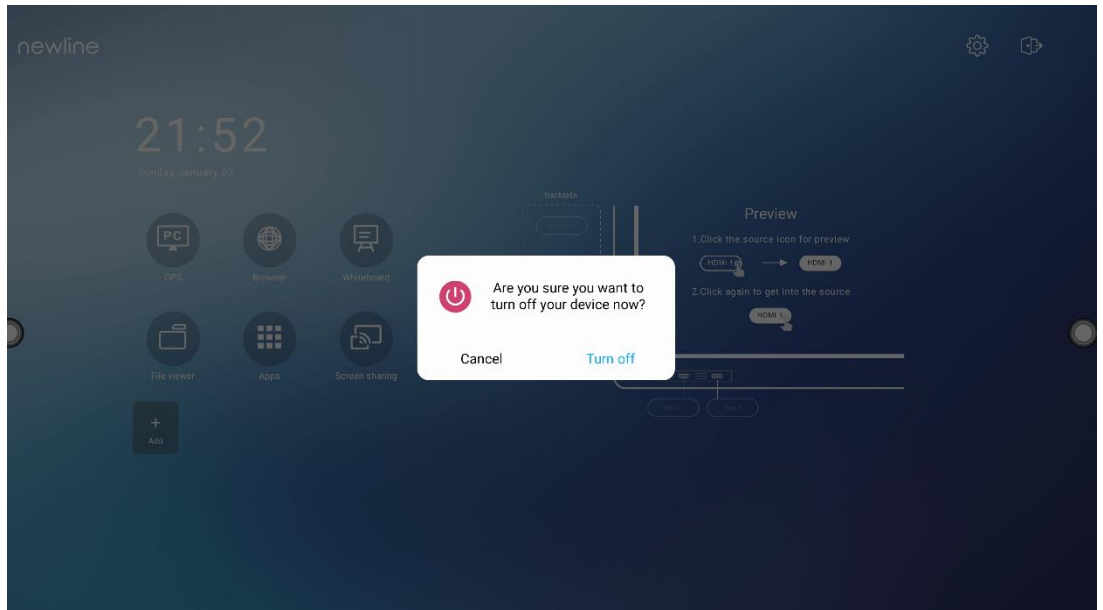 newline
21:52
Sunday,January,03
PC
OPS
Browser
Whiteboard
File viewer
Apps
Screen sharing
+
Add
Backside
Preview
1.Click the source icon for preview
HDMI 1
HDMI 1
2.Click again to get into the source
HDMI 1
Are you sure you want to
turn off your device now?
Cancel
Turn off